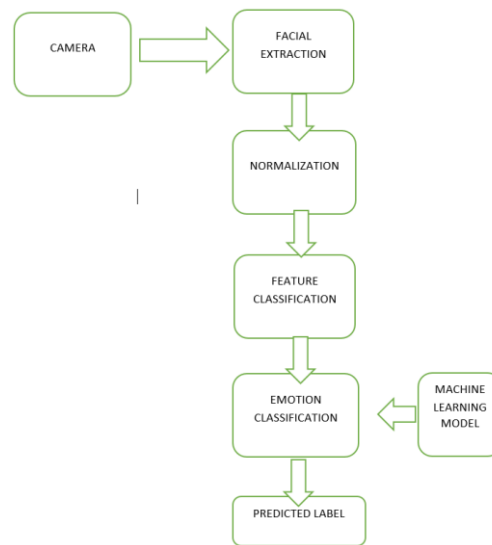 CAMERA
FACIAL
EXTRACTION
NORMALIZATION
FEATURE
CLASSIFICATION
EMOTION
CLASSIFICATION
MACHINE
LEARNING
MODEL
PREDICTED LABEL